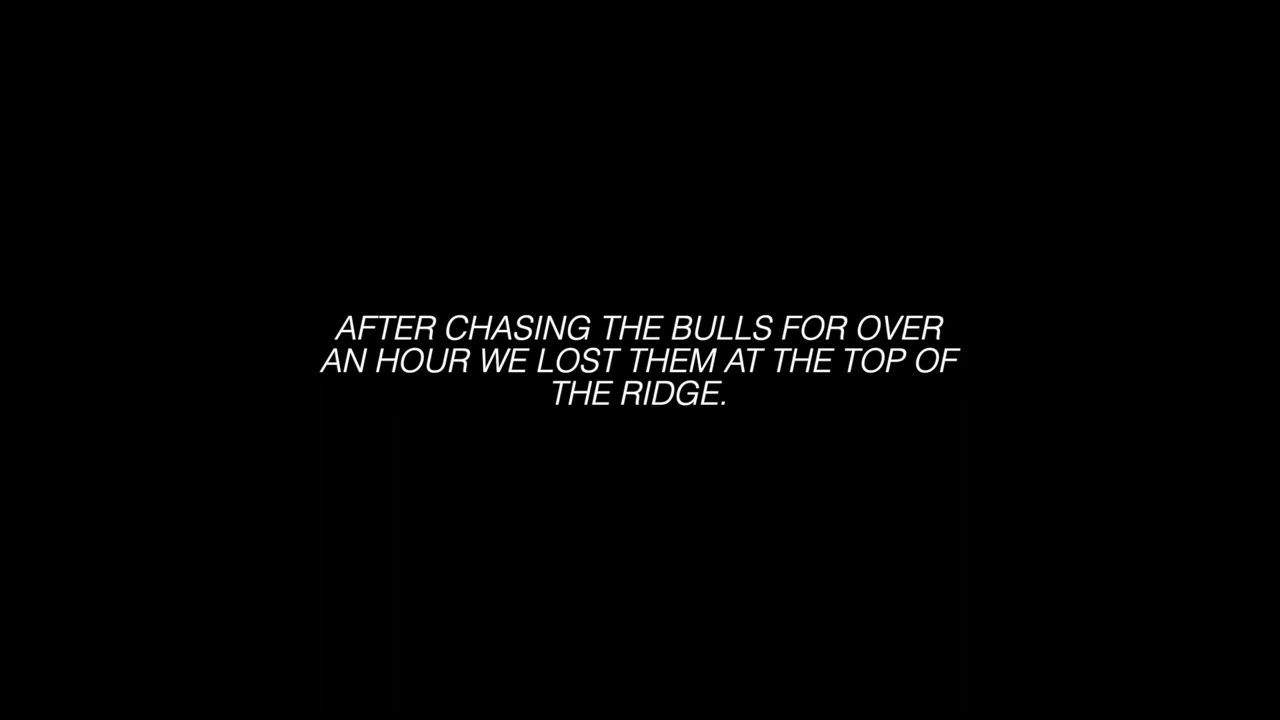 AFTER CHASING THE BULLS FOR OVER
AN HOUR WE LOST THEM AT THE TOP OF
THE RIDGE.